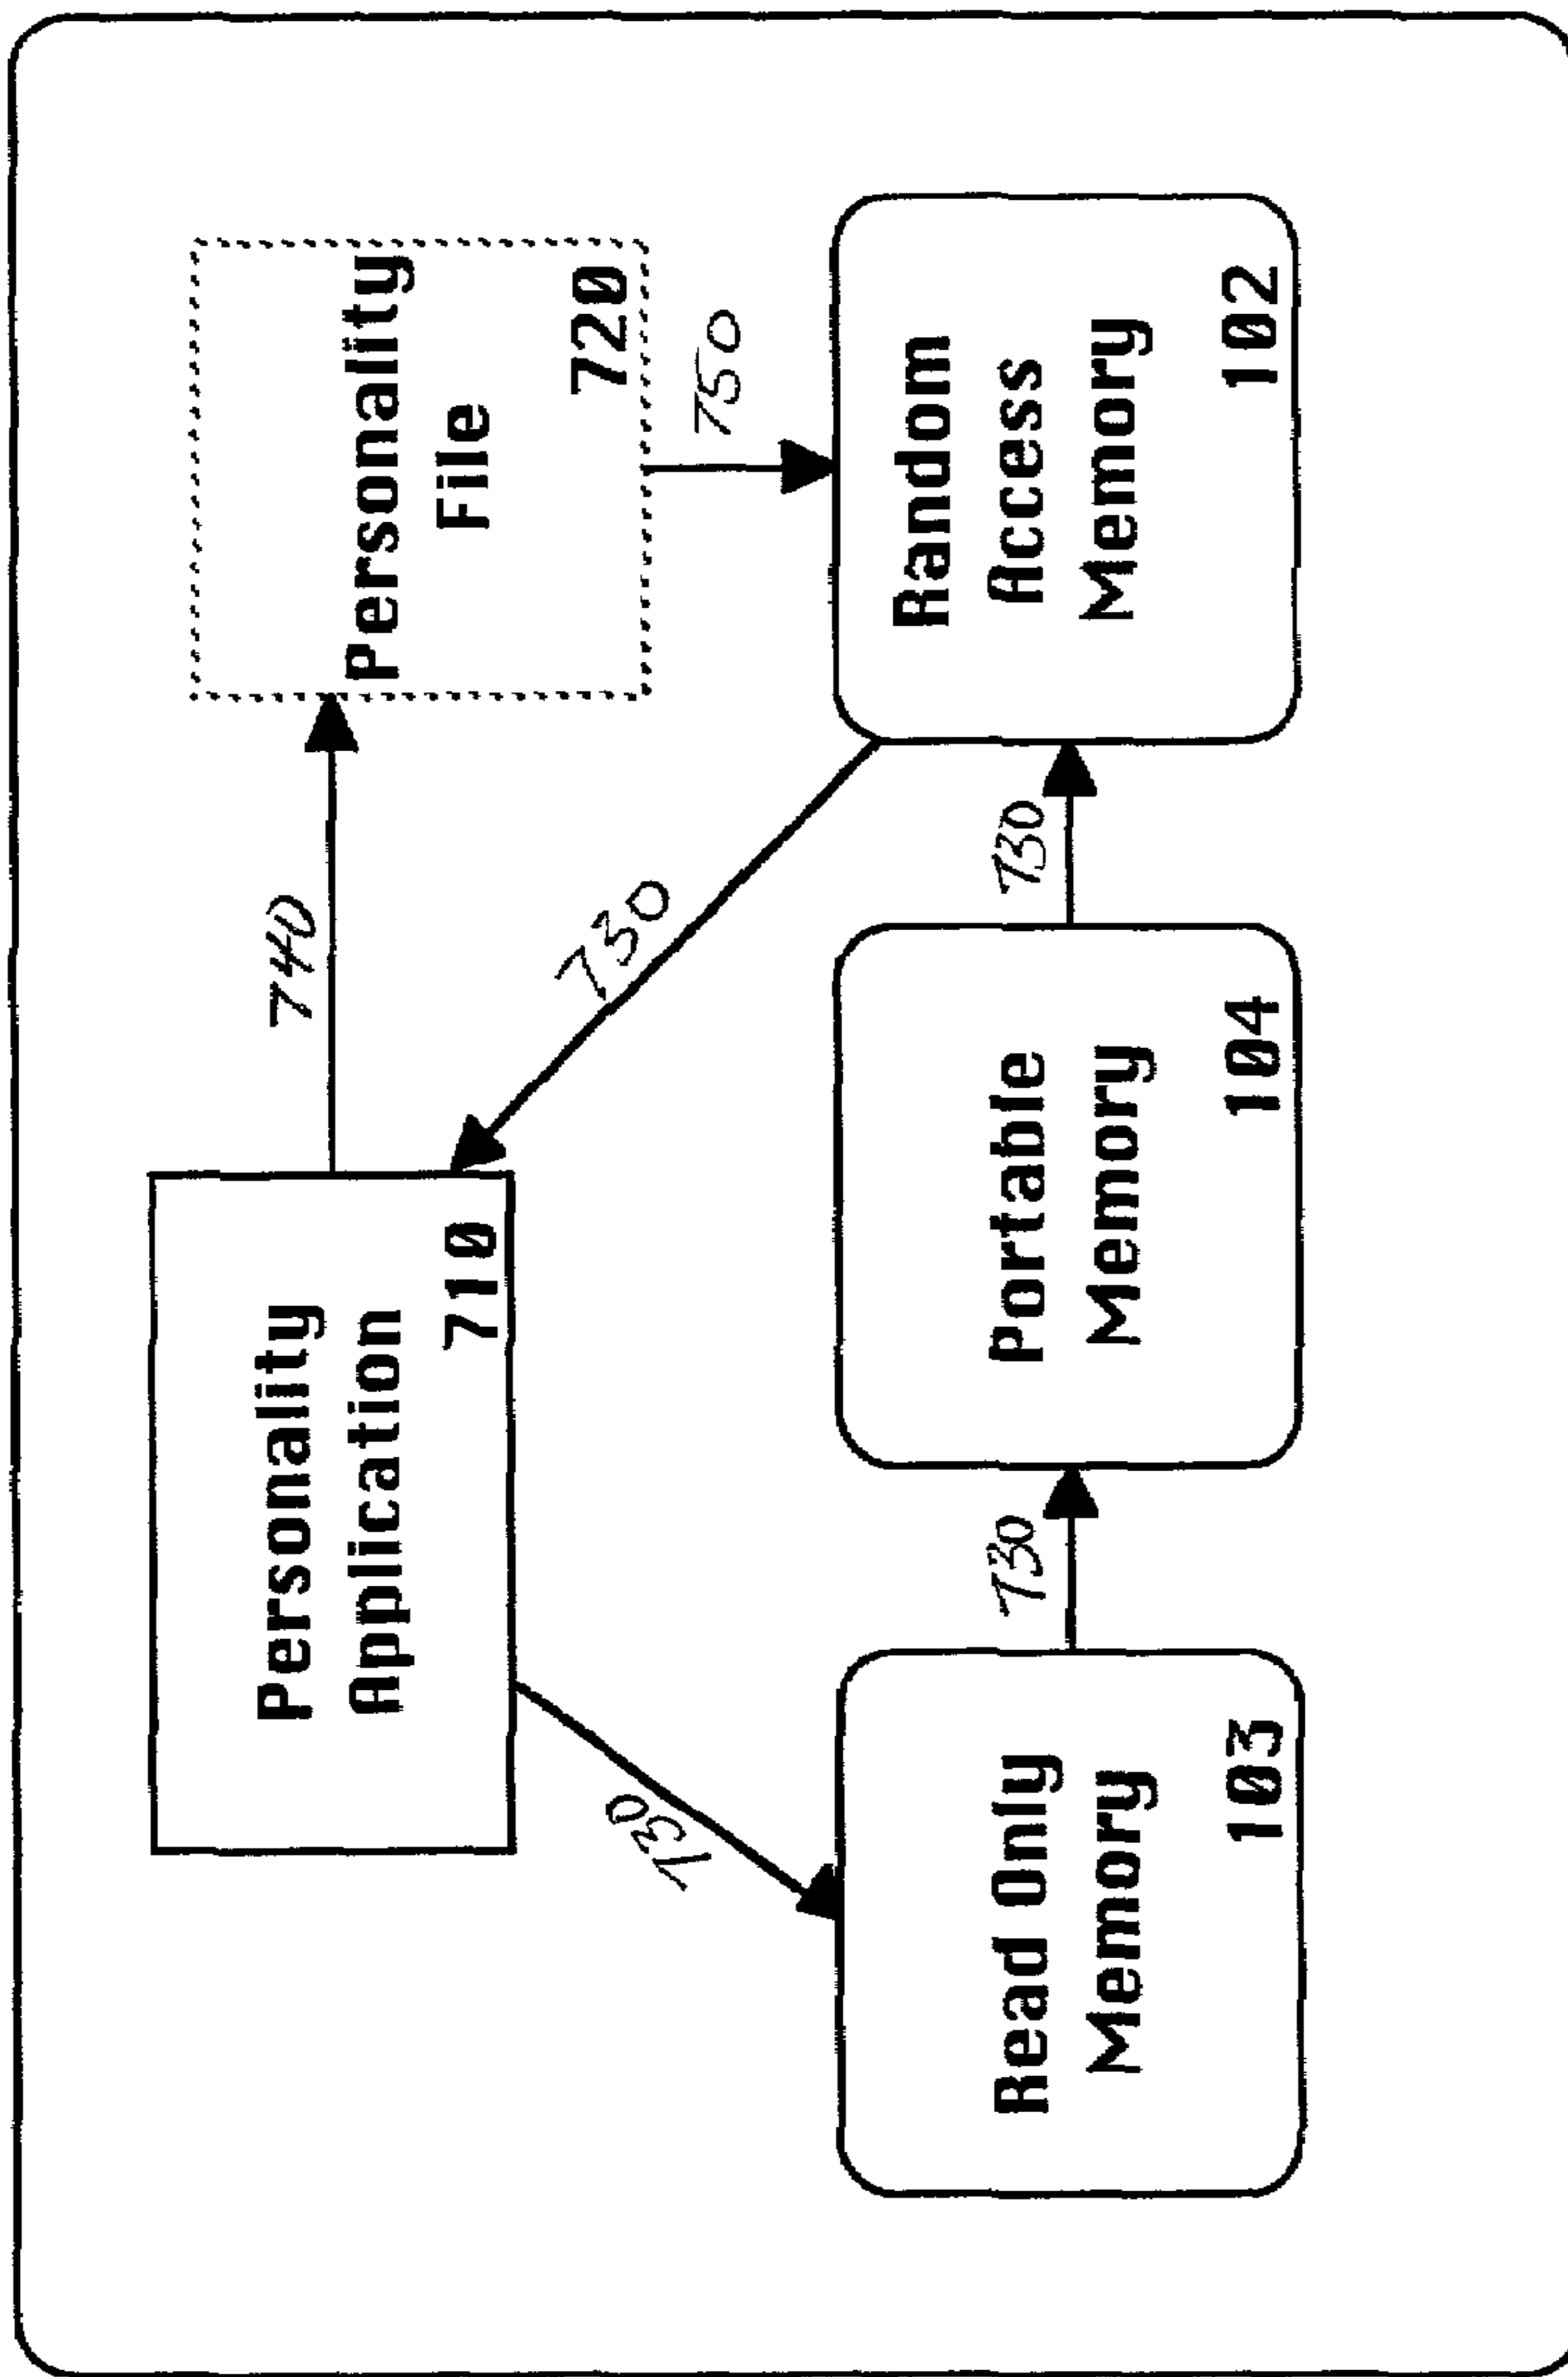 Personality
Application
710
740
Personality
File
720
730
730
750
Read Only
Memory
103
730
Portable
Memory
104
730
Random
Access
Memory
102